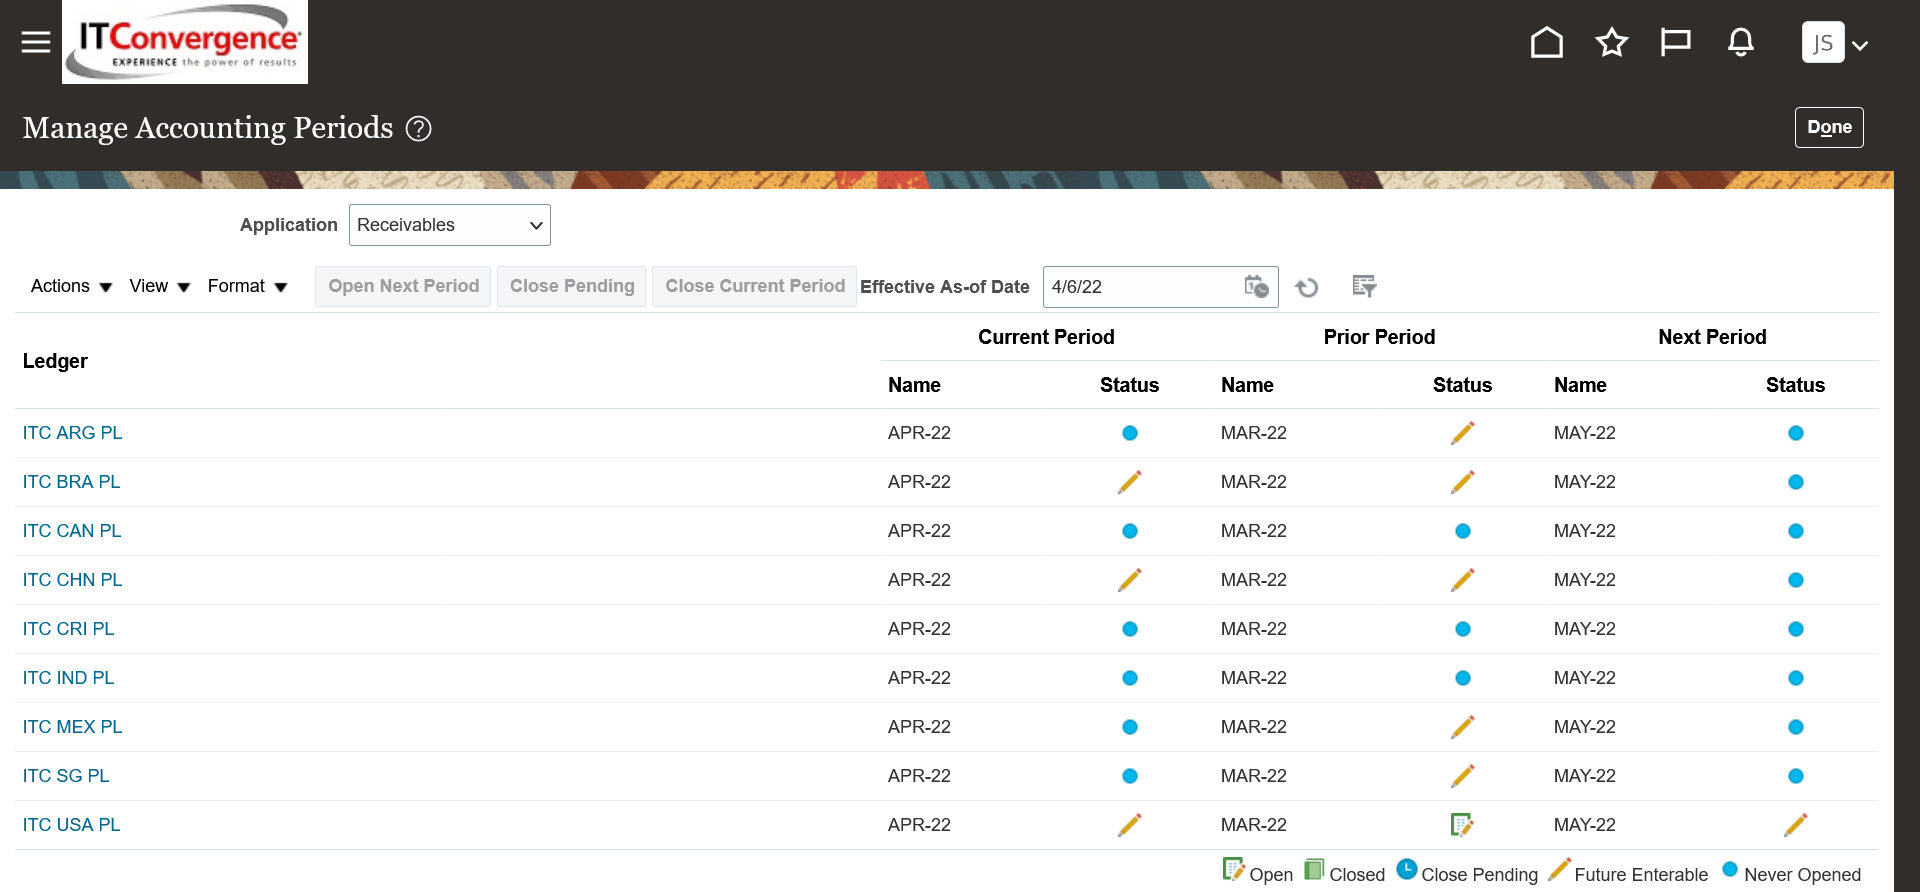 ITConvergence
EXPERIENCE the power of results
JS
Manage Accounting Periods ?
Done
Application Receivables
Actions View Format Open Next Period Close Pending Close Current Period Effective As-of Date 4/6/22
Current Period Prior Period Next Period
Ledger
Name Status Name Status Name Status
ITC ARG PL APR-22 MAR-22 MAY-22
ITC BRA PL APR-22 MAR-22 MAY-22
ITC CAN PL APR-22 MAR-22 MAY-22
ITC CHN PL APR-22 MAR-22 MAY-22
ITC CRI PL APR-22 MAR-22 MAY-22
ITC IND PL APR-22 MAR-22 MAY-22
ITC MEX PL APR-22 MAR-22 MAY-22
ITC SG PL APR-22 MAR-22 MAY-22
ITC USA PL APR-22 MAR-22 MAY-22
Open Closed Close Pending Future Enterable Never Opened